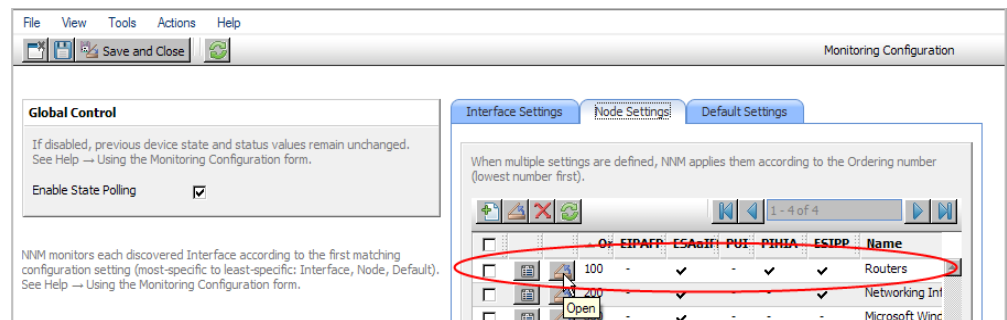 File View Tools Actions Help
Save and Close
Monitoring Configuration
Global Control
If disabled, previous device state and status values remain unchanged.
See Help → Using the Monitoring Configuration form.
Enable State Polling
NNM monitors each discovered Interface according to the first matching
configuration setting (most-specific to least-specific: Interface, Node, Default).
See Help → Using the Monitoring Configuration form.
Interface Settings Node Settings Default Settings
When multiple settings are defined, NNM applies them according to the Ordering number
(lowest number first).
1 - 4 of 4
Or EIPAFP ESAoIF PUI PIHIA ESIPP Name
100 - ✓ - ✓ ✓ Routers
200 - ✓ - - ✓ Networking Inf
Open
- ✓ - - - Microsoft Winc